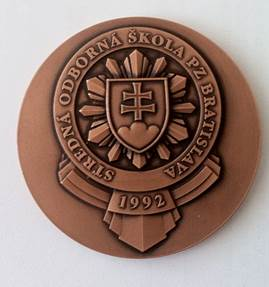 STREDNÁ ODBORNÁ ŠKOLA PZ BRATISLAVA
1992